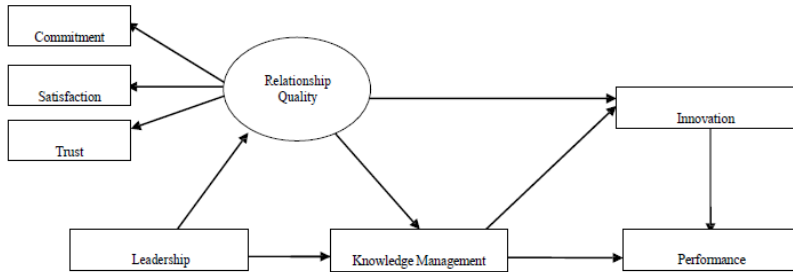 Commitment
Relationship
Quality
Satisfaction
Innovation
Trust
Leadership
Knowledge Management
Performance